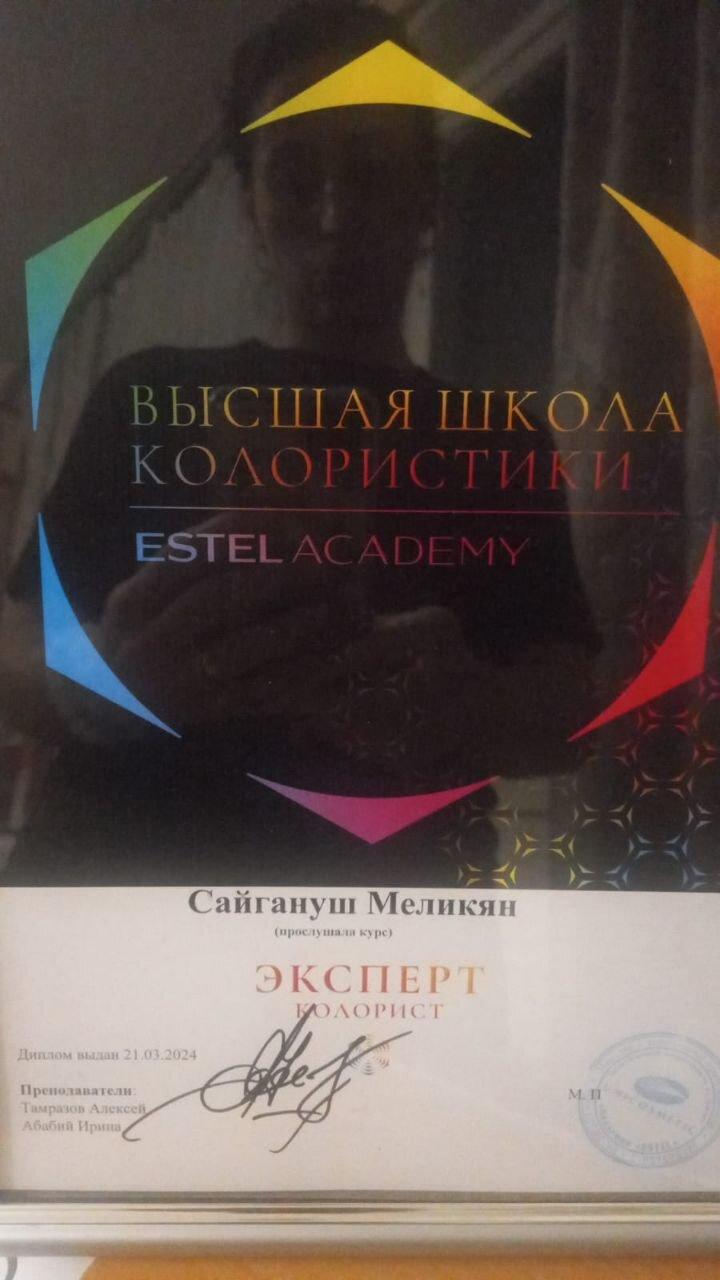 ВЫСШАЯ ШКОЛА
КОЛОРИСТИКИ
ESTEL ACADEMY
Сайгануш Меликян
(прослушала курс)
ЭКСПЕРТ
КОЛОРИСТ
Диплом выдан 21.03.2024
Преподаватели:
Тамразов Алексей
Абабий Ирина
М. П